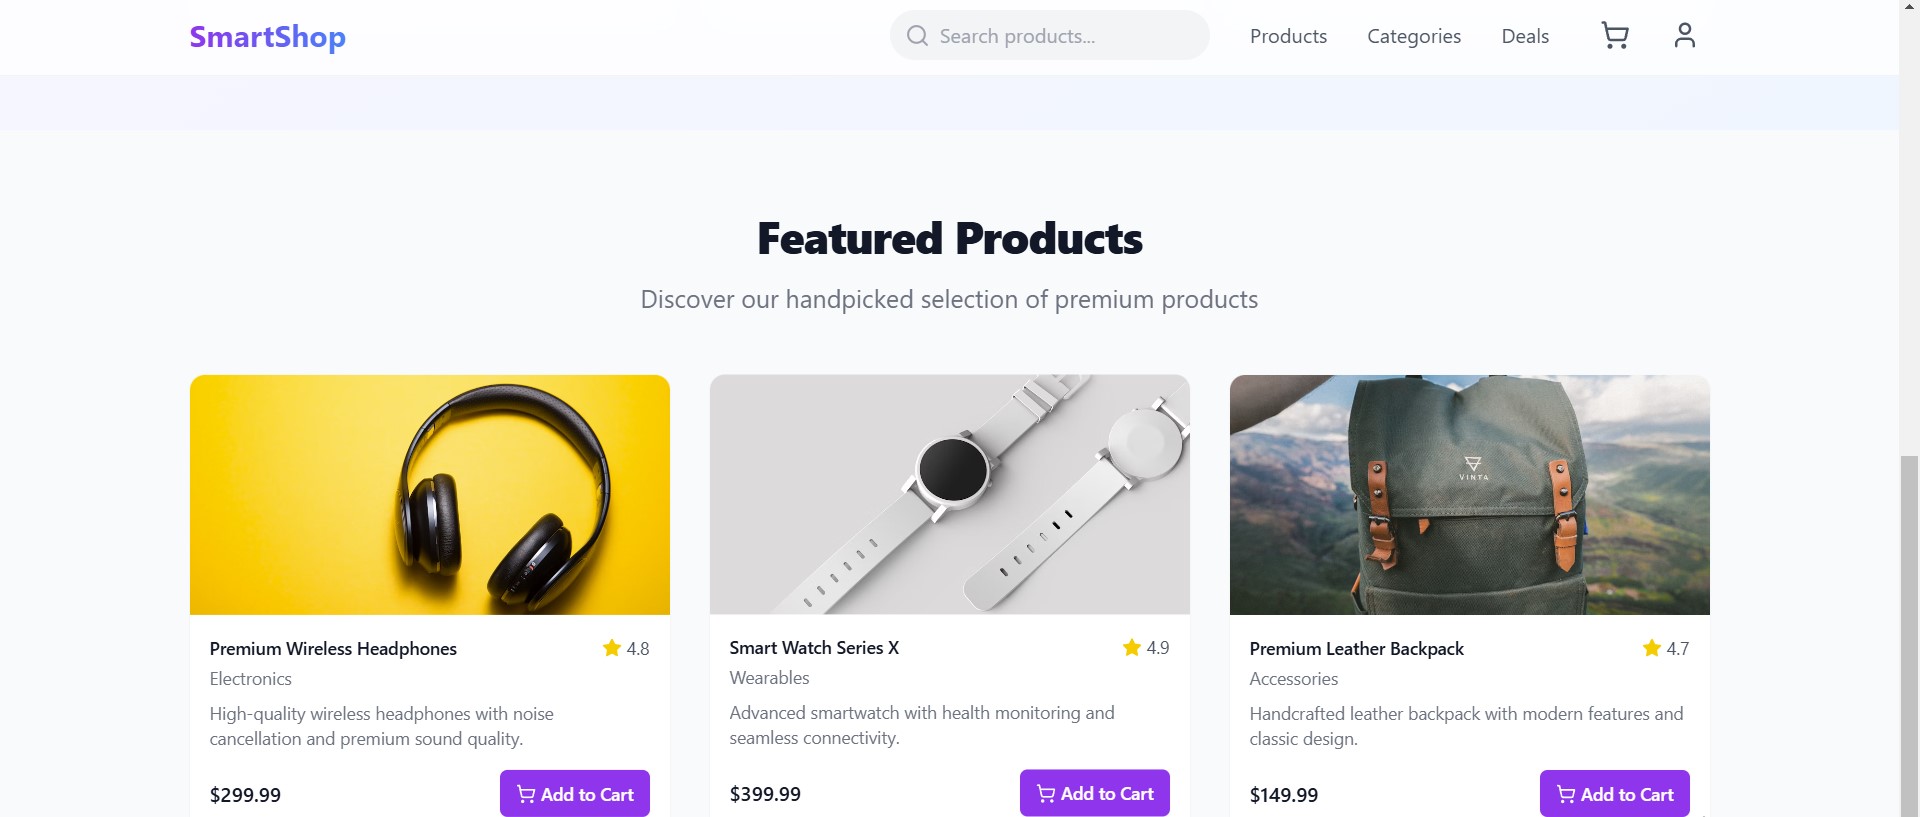 SmartShop
Search products...
Products
Categories
Deals
Featured Products
Discover our handpicked selection of premium products
VINTA
Premium Wireless Headphones
4.8
Electronics
High-quality wireless headphones with noise
cancellation and premium sound quality.
$299.99
Add to Cart
Smart Watch Series X
4.9
Wearables
Advanced smartwatch with health monitoring and
seamless connectivity.
$399.99
Add to Cart
Premium Leather Backpack
4.7
Accessories
Handcrafted leather backpack with modern features and
classic design.
$149.99
Add to Cart